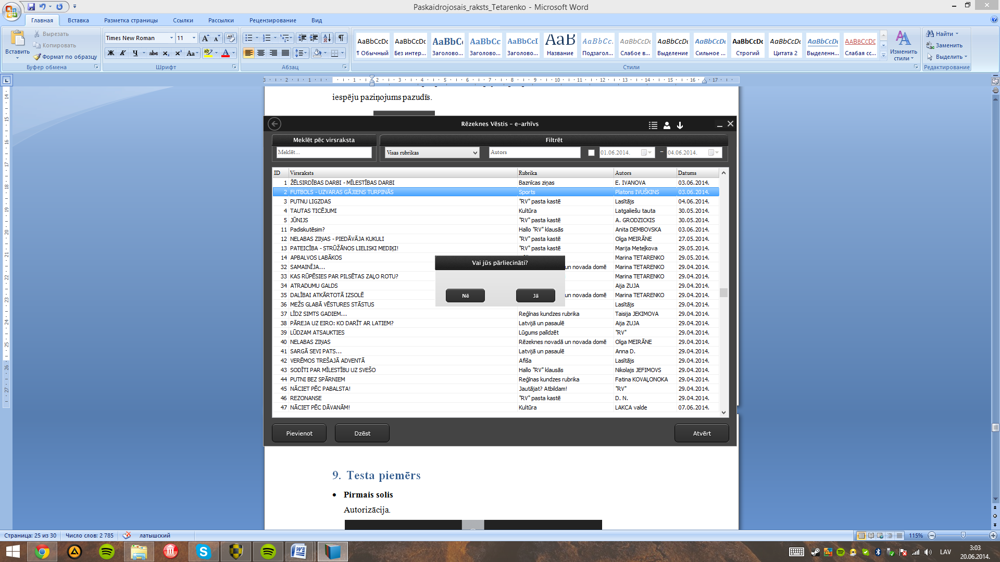 Paskaidrojosais_raksts_Tetarenko - Microsoft Word
Главная Вставка Разметка страницы Ссылки Рассылки Рецензирование Вид
Вставить
Вырезать
Копировать
Формат по образцу
Буфер обмена
Times New Roman 11
Шрифт
Абзац
AaBbCcDc AaBbCcDc AaBbC AaBbCc AaBbCcI AaB AaBbCc. AaBbCcDc AaBbCcDc AaBbCcDc AaBbCcDc AaBbCcDc AaBbCcDc AABBCCDC
¶ Обычный Без интер... Заголово... Заголово... Заголово... Название Подзагол... Слабое в... Выделение Сильное ... Строгий Цитата 2 Выделенн... Слабая сс...
Стили
Изменить стили
Найти
Заменить
Выделить
Редактирование
iespēju paziņojums pazudīs.
Rēzeknes Vēstis - e-arhīvs
Meklēt pēc virsraksta Filtrēt
Meklēt... Visas rubrikas Autors 01.06.2014. – 04.06.2014.
ID Virsraksts Rubrika Autors Datums
1 ŽĒLSIRDĪBAS DARBI - MĪLESTĪBAS DARBI Baznīcas ziņas E. IVANOVA 03.06.2014.
2 FUTBOLS - UZVARAS GĀJIENS TURPINĀS Sports Platons IVUŠKINS 03.06.2014.
3 PUTNU LIGZDAS "RV" pasta kastē Lasītājs 04.06.2014.
4 TAUTAS TICĒJUMI Kultūra Latgaliešu tauta 30.05.2014.
5 JŪNIJS "RV" pasta kastē A. GRODZICKIS 30.05.2014.
11 Padiskutēsim? Hallo "RV" klausās Anita DEMBOVSKA 03.06.2014.
12 NELABAS ZIŅAS - PIEDĀVĀJA KUKULI "RV" pasta kastē Olga MEIRĀNE 27.05.2014.
13 PATEICĪBA - STRŪŽĀNOS LIELISKI MEDIĶI! "RV" pasta kastē Marija Meteļkova 29.05.2014.
14 APBALVOS LABĀKOS Marina TETARENKO 29.05.2014.
32 SAMAINĪJA... un novada domē Marina TETARENKO 29.04.2014.
33 KAS RŪPĒSIES PAR PILSĒTAS ZAĻO ROTU? Marina TETARENKO 29.04.2014.
34 ATRADUMU GALDS Aija ZUJA 29.04.2014.
35 DALĪBAI ATKĀRTOTĀ IZSOLĒ un novada domē Marina TETARENKO 29.04.2014.
36 MEŽS GLABĀ VĒSTURES STĀSTUS Lasītājs 29.04.2014.
37 LĪDZ SIMTS GADIEM... Reģīnas kundzes rubrika Taisija JEKIMOVA 29.04.2014.
38 PĀREJA UZ EIRO: KO DARĪT AR LATIEM? Latvijā un pasaulē Aija ZUJA 29.04.2014.
39 LŪDZAM ATSAUKTIES Lūgums palīdzēt "RV" 29.04.2014.
40 NELABAS ZIŅAS Rēzeknes novadā un novada domē Olga MEIRĀNE 29.04.2014.
41 SARGĀ SEVI PATS... Latvijā un pasaulē Anna D. 29.04.2014.
42 VERĒMOS TREŠAJĀ ADVENTĀ Afiša Lasītājs 29.04.2014.
43 SODĪTI PAR MĪLESTĪBU UZ SVEŠO Hallo "RV" klausās Nikolajs JEFIMOVS 29.04.2014.
44 PUTNI BEZ SPĀRNIEM Reģīnas kundzes rubrika Fatina KOVAĻONOKA 29.04.2014.
45 NĀCIET PĒC PABALSTA! Jautājat? Atbildam! "RV" 29.04.2014.
46 REZONANSE "RV" pasta kastē D. N. 29.04.2014.
47 NĀCIET PĒC DĀVANĀM! Kultūra LAKCA valde 07.06.2014.
Vai jūs pārliecināti?
Nē Jā
Pievienot Dzēst Atvērt
9. Testa piemērs
• Pirmais solis
Autorizācija.
Страница: 25 из 30 Число слов: 2 785 латышский 115%
LAV
3:03
20.06.2014.